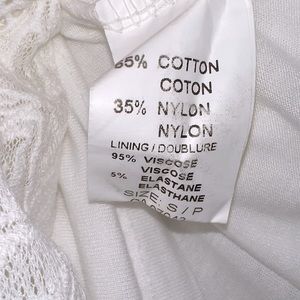 65% COTTON
COTON
35% NYLON
NYLON
LINING / DOUBLURE
95% VISCOSE
VISCOSE
5% ELASTANE
ELASTHANE
SIZE: S / P